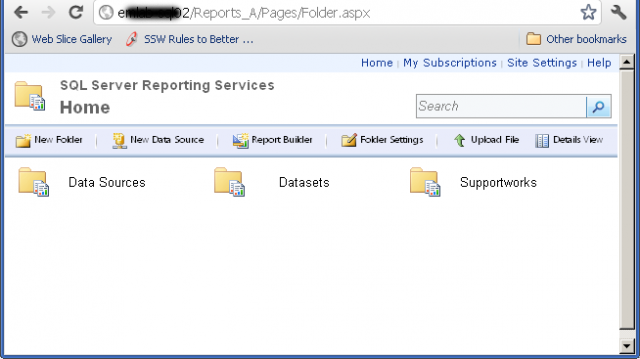 02/Reports_A/Pages/Folder.aspx
Web Slice Gallery SSW Rules to Better ... Other bookmarks
Home | My Subscriptions | Site Settings | Help
SQL Server Reporting Services
Home
Search
New Folder | New Data Source | Report Builder | Folder Settings | Upload File Details View
Data Sources Datasets Supportworks